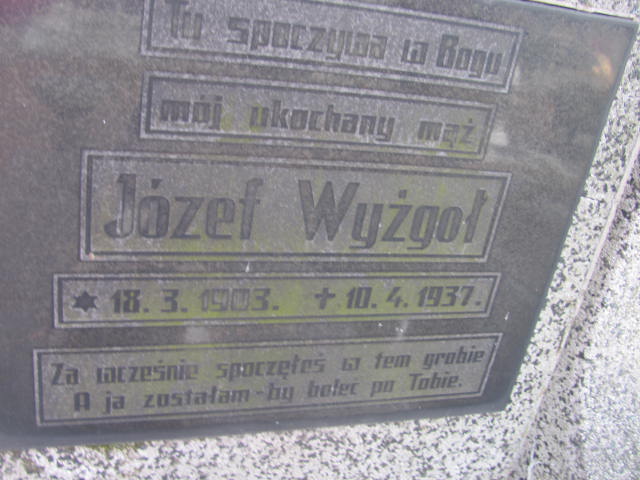 Tu spoczywa w Bogu
mój ukochany mąż
Józef Wyżgoł
* 18. 3. 1903. + 10. 4. 1937.
Za wcześnie spoczęłeś w tem grobie
A ja zostałam - by boleć po Tobie.